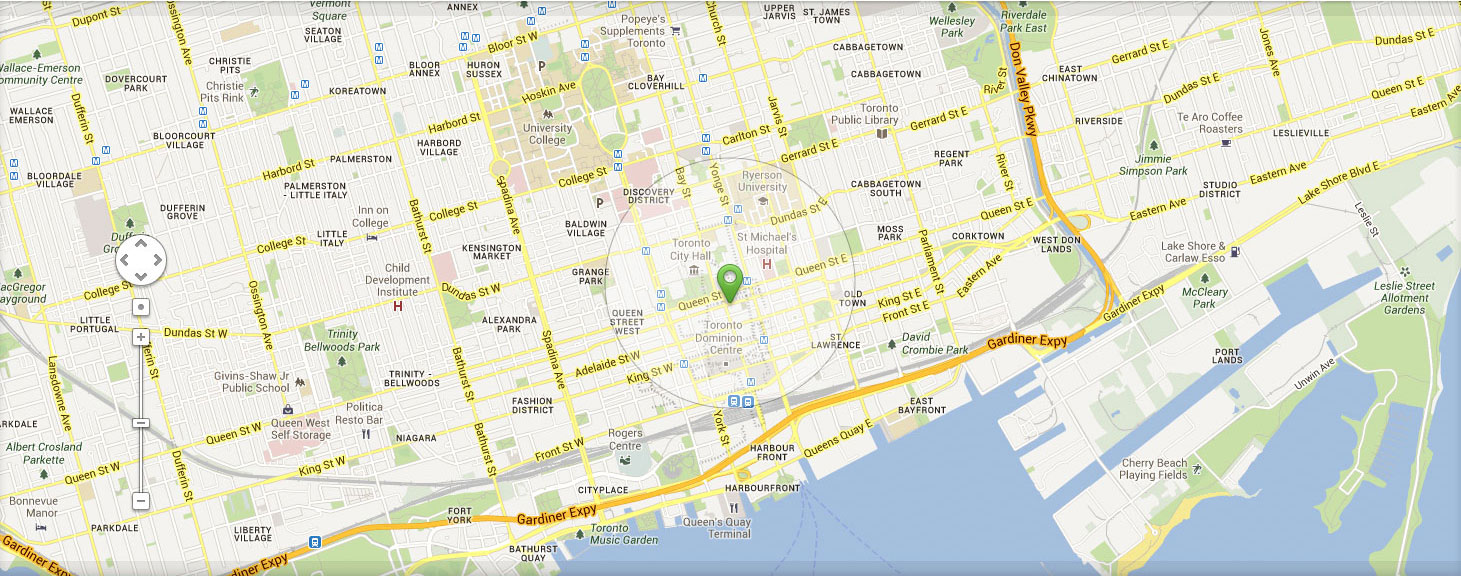 Dupont St
Ossington Ave
Vermont
Square
SEATON
VILLAGE
ANNEX
Bloor St W
Popeye's
Supplements
Toronto
Church St
UPPER
JARVIS
ST. JAMES
TOWN
Wellesley
Park
Riverdale
Park East
Don Valley Pkwy
Gerrard St E
Jones Ave
Dundas St E
Wallace-Emerson
Community Centre
DOVERCOURT
PARK
CHRISTIE
PITS
Christie
Pits Rink
KOREATOWN
BLOOR
ANNEX
HURON
SUSSEX
P
BAY
CLOVERHILL
CABBAGETOWN
CABBAGETOWN
EAST
CHINATOWN
River St
Dundas St E
Queen St E
Eastern Ave
WALLACE
EMERSON
Dufferin St
BLOORCOURT
VILLAGE
Harbord St
HARBORD
VILLAGE
Hoskin Ave
University
College
Jarvis St
Carlton St
Toronto
Public Library
Gerrard St E
RIVERSIDE
Te Aro Coffee
Roasters
LESLIEVILLE
BLOORDALE
VILLAGE
Harbord St
PALMERSTON
PALMERSTON
- LITTLE ITALY
College St
Gerrard St E
REGENT
PARK
River St
Jimmie
Simpson Park
Eastern Ave
Lake Shore Blvd E
DUFFERIN
GROVE
Inn on
College
College St
Bathurst St
Spadina Ave
DISCOVERY
DISTRICT
P
Bay St
Yonge St
Ryerson
University
CABBAGETOWN
SOUTH
STUDIO
DISTRICT
LITTLE
ITALY
College St
BALDWIN
VILLAGE
Dundas St E
MOSS
PARK
Queen St E
CORKTOWN
Eastern Ave
Leslie St
KENSINGTON
MARKET
Toronto
City Hall
St Michael's
Hospital
H
Parliament St
WEST DON
LANDS
Lake Shore &
Carlaw Esso
MacGregor
Playground
College St
Ossington Ave
Child
Development
Institute
H
Dundas St W
GRANGE
PARK
Queen St E
Eastern Ave
McCleary
Park
Leslie Street
Allotment
Gardens
LITTLE
PORTUGAL
Dundas St W
Trinity
Bellwoods Park
ALEXANDRA
PARK
QUEEN
STREET
WEST
Queen St
OLD
TOWN
King St E
Front St E
Gardiner Expy
Lansdowne Ave
Bathurst St
Spadina Ave
Toronto
Dominion
Centre
ST.
LAWRENCE
David
Crombie Park
Gardiner Expy
PORT
LANDS
Unwin Ave
Givins-Shaw Jr
Public School
TRINITY -
BELLWOODS
Adelaide St W
King St W
FASHION
DISTRICT
EAST
BAYFRONT
Politica
Resto Bar
Queen West
Self Storage
Queen St W
NIAGARA
Bathurst St
Front St W
Rogers
Centre
York St
Queens Quay E
HARBOUR
FRONT
Albert Crosland
Parkette
Queen St W
Dufferin St
King St W
CITYPLACE
HARBOURFRONT
Cherry Beach
Playing Fields
Bonnevue
Manor
PARKDALE
LIBERTY
VILLAGE
FORT
YORK
Gardiner Expy
Toronto
Music Garden
Queen's Quay
Terminal
BATHURST
QUAY
Gardiner Expy